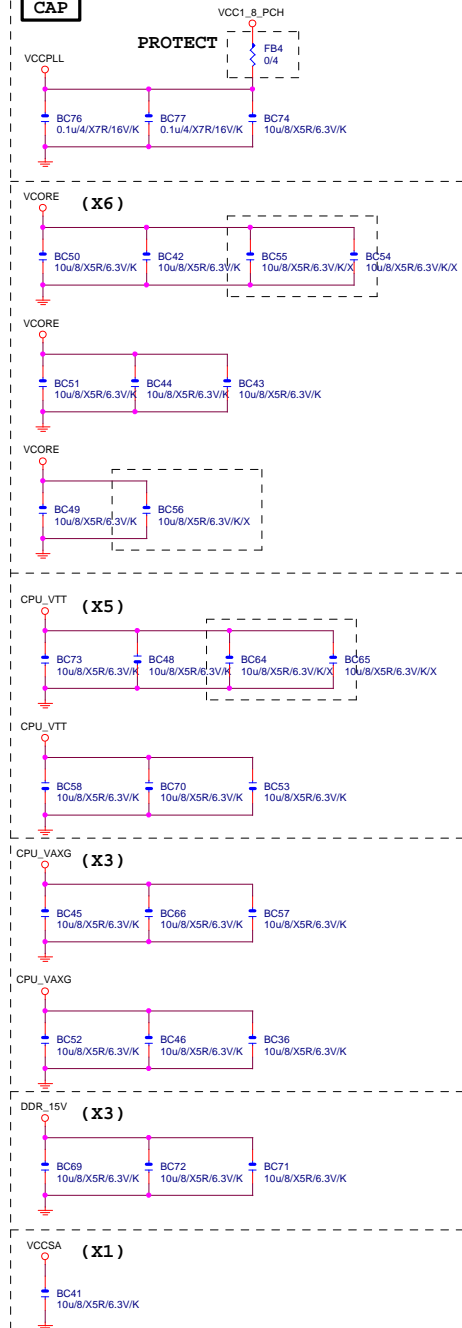 CAP
VCC1_8_PCH
PROTECT
FB4
0/4
VCCPLL
BC76
0.1u/4/X7R/16V/K
BC77
0.1u/4/X7R/16V/K
BC74
10u/8/X5R/6.3V/K
VCORE
(X6)
BC50
10u/8/X5R/6.3V/K
BC42
10u/8/X5R/6.3V/K
BC55
10u/8/X5R/6.3V/K/X
BC54
10u/8/X5R/6.3V/K/X
VCORE
BC51
10u/8/X5R/6.3V/K
BC44
10u/8/X5R/6.3V/K
BC43
10u/8/X5R/6.3V/K
VCORE
BC49
10u/8/X5R/6.3V/K
BC56
10u/8/X5R/6.3V/K/X
CPU_VTT
(X5)
BC73
10u/8/X5R/6.3V/K
BC48
10u/8/X5R/6.3V/K
BC64
10u/8/X5R/6.3V/K/X
BC65
10u/8/X5R/6.3V/K/X
CPU_VTT
BC58
10u/8/X5R/6.3V/K
BC70
10u/8/X5R/6.3V/K
BC53
10u/8/X5R/6.3V/K
CPU_VAXG
(X3)
BC45
10u/8/X5R/6.3V/K
BC66
10u/8/X5R/6.3V/K
BC57
10u/8/X5R/6.3V/K
CPU_VAXG
BC52
10u/8/X5R/6.3V/K
BC46
10u/8/X5R/6.3V/K
BC36
10u/8/X5R/6.3V/K
DDR_15V
(X3)
BC69
10u/8/X5R/6.3V/K
BC72
10u/8/X5R/6.3V/K
BC71
10u/8/X5R/6.3V/K
VCCSA
(X1)
BC41
10u/8/X5R/6.3V/K